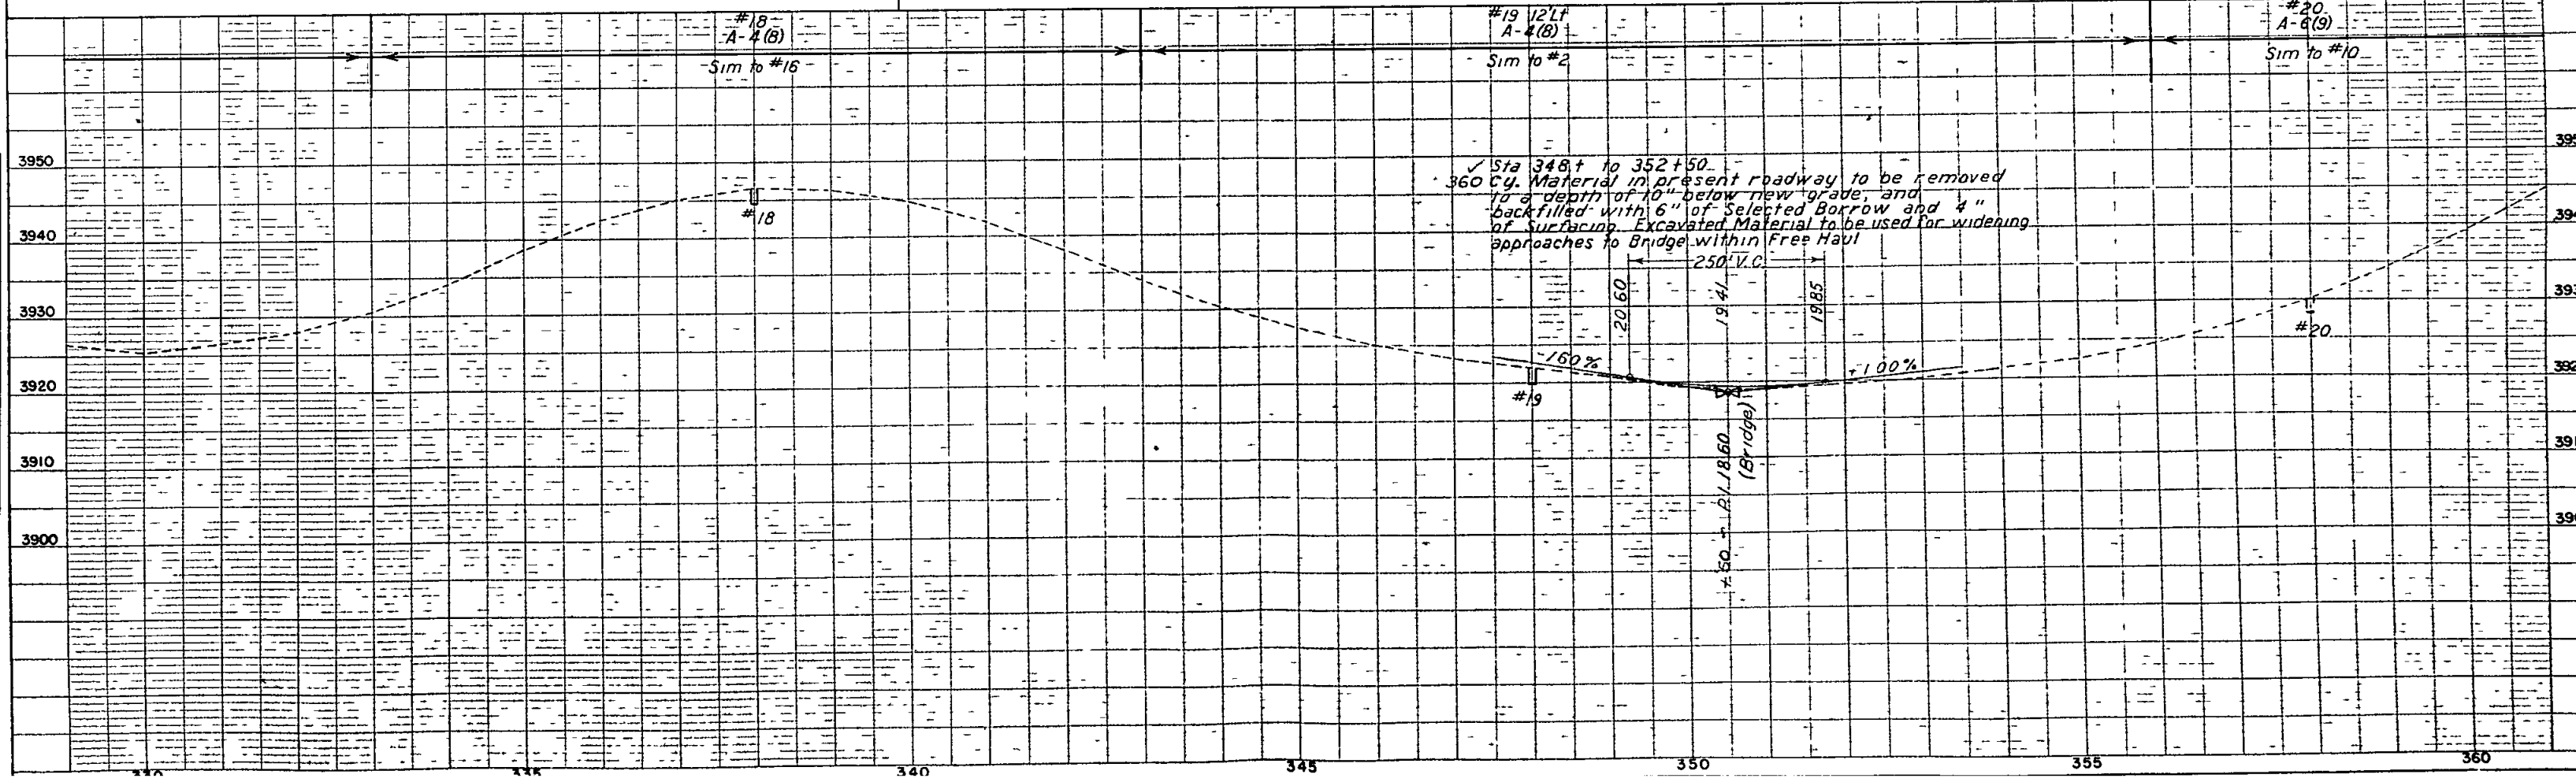 #18
A-4(8)
Sim to #16
#19 12'Lt
A-4(8)
Sim to #2
#20
A-6(9)
Sim to #10
3950
3940
3930
3920
3910
3900
#18
✓ Sta 348+ to 352+50
360 Cy. Material in present roadway to be removed
to a depth of 10" below new grade, and
backfilled with 6" of Selected Borrow and 4"
of Surfacing. Excavated Material to be used for widening
approaches to Bridge within Free Haul
250' V.C.
20.60
19.41
19.85
-1.60%
+1.00%
#19
#20
+50 P.I. 18.60
(Bridge)
335
340
345
350
355
360